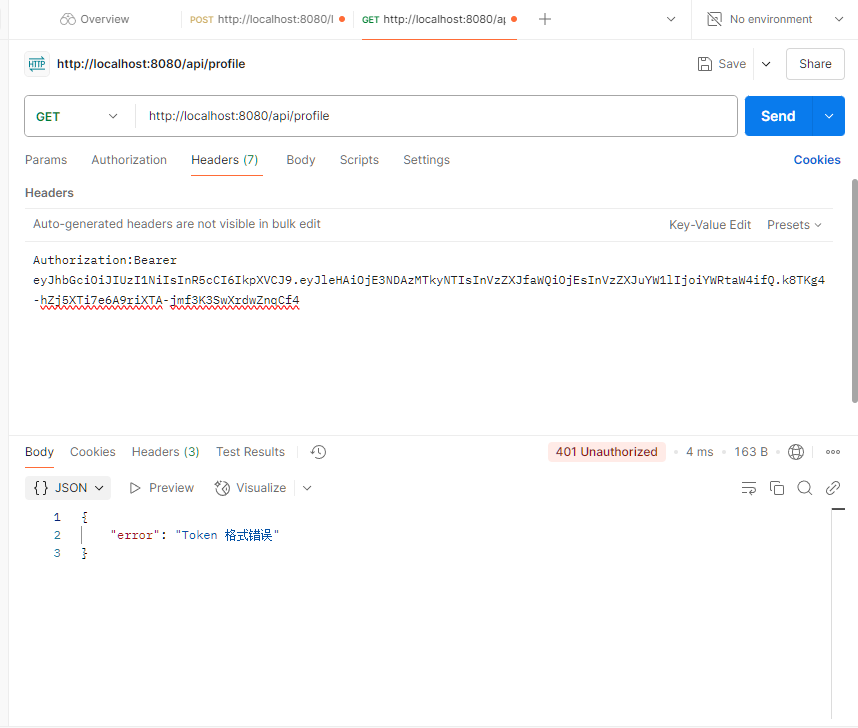 Overview
POST http://localhost:8080/l
GET http://localhost:8080/ap
No environment
HTTP http://localhost:8080/api/profile
Save
Share
GET
http://localhost:8080/api/profile
Send
Params Authorization Headers (7) Body Scripts Settings Cookies
Headers
Auto-generated headers are not visible in bulk edit
Key-Value Edit Presets
Authorization:Bearer
eyJhbGciOiJIUzI1NiIsInR5cCI6IkpXVCJ9.eyJleHAiOjE3NDAzMTkyNTIsInVzZXJfaWQiOjEsInVzZXJuYW1lIjoiYWRtaW4ifQ.k8TKg4
-hZj5XTi7e6A9riXTA-jmf3K3SwXrdwZnqCf4
Body Cookies Headers (3) Test Results
401 Unauthorized • 4 ms • 163 B •
{} JSON Preview Visualize
1 {
2 "error": "Token 格式错误"
3 }